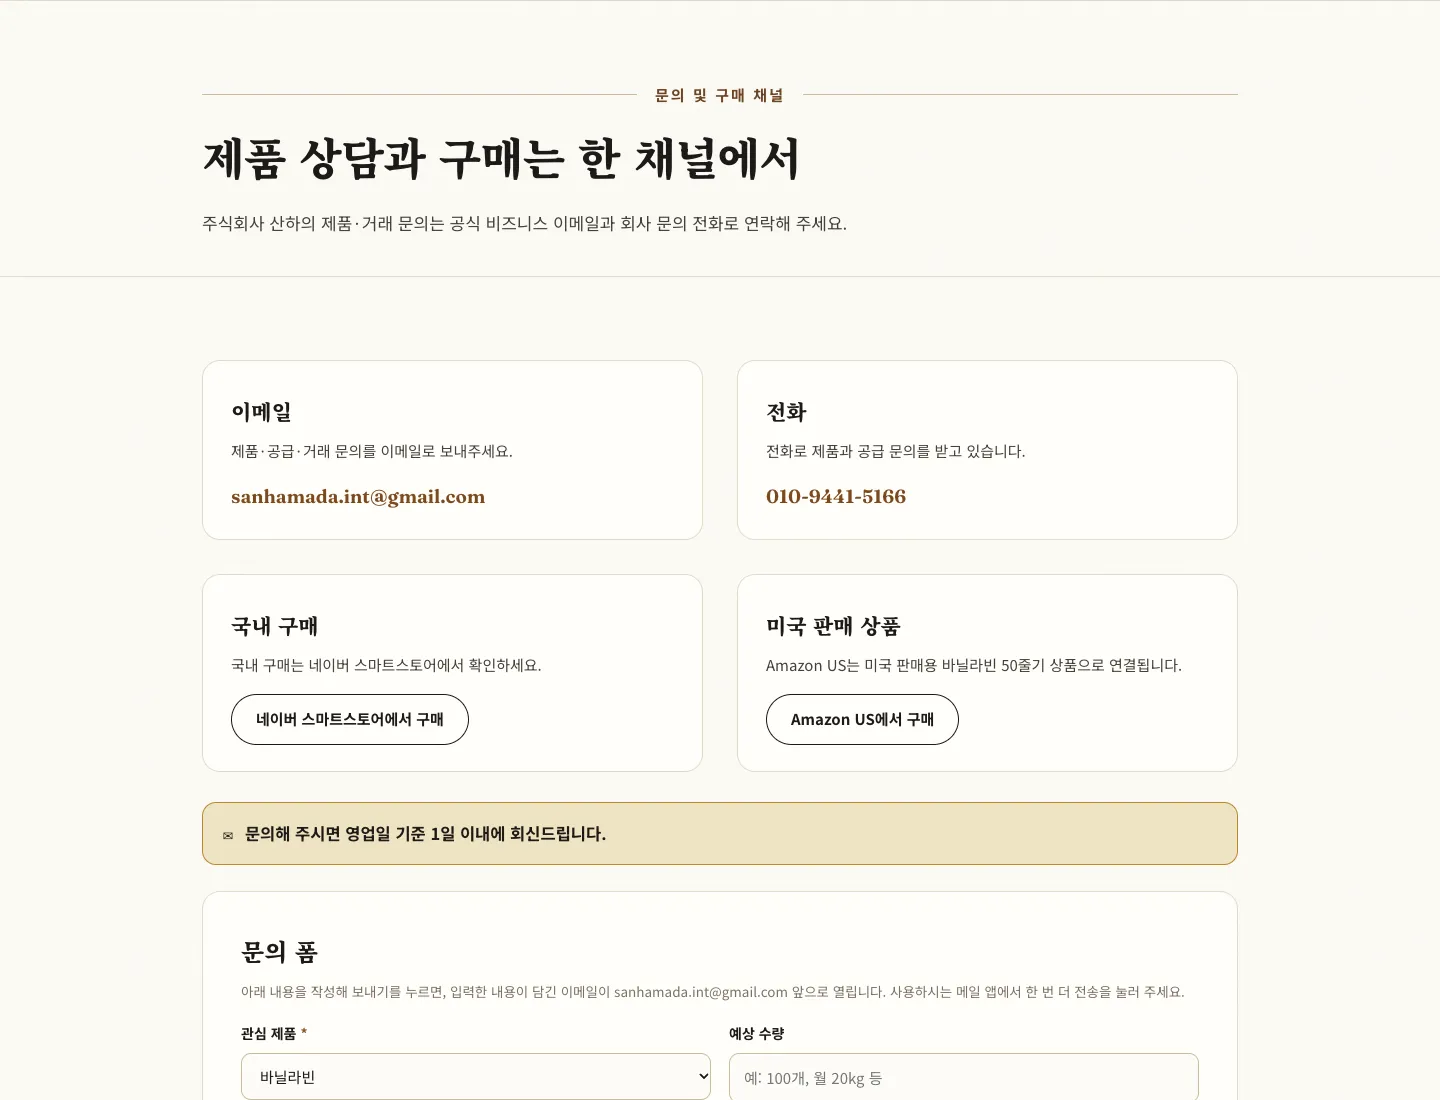 문의 및 구매 채널
제품 상담과 구매는 한 채널에서
주식회사 산하의 제품·거래 문의는 공식 비즈니스 이메일과 회사 문의 전화로 연락해 주세요.
이메일
제품·공급·거래 문의를 이메일로 보내주세요.
sanhamada.int@gmail.com
전화
전화로 제품과 공급 문의를 받고 있습니다.
010-9441-5166
국내 구매
국내 구매는 네이버 스마트스토어에서 확인하세요.
네이버 스마트스토어에서 구매
미국 판매 상품
Amazon US는 미국 판매용 바닐라빈 50줄기 상품으로 연결됩니다.
Amazon US에서 구매
✉ 문의해 주시면 영업일 기준 1일 이내에 회신드립니다.
문의 폼
아래 내용을 작성해 보내기를 누르면, 입력한 내용이 담긴 이메일이 sanhamada.int@gmail.com 앞으로 열립니다. 사용하시는 메일 앱에서 한 번 더 전송을 눌러 주세요.
관심 제품 *
바닐라빈
예상 수량
예: 100개, 월 20kg 등